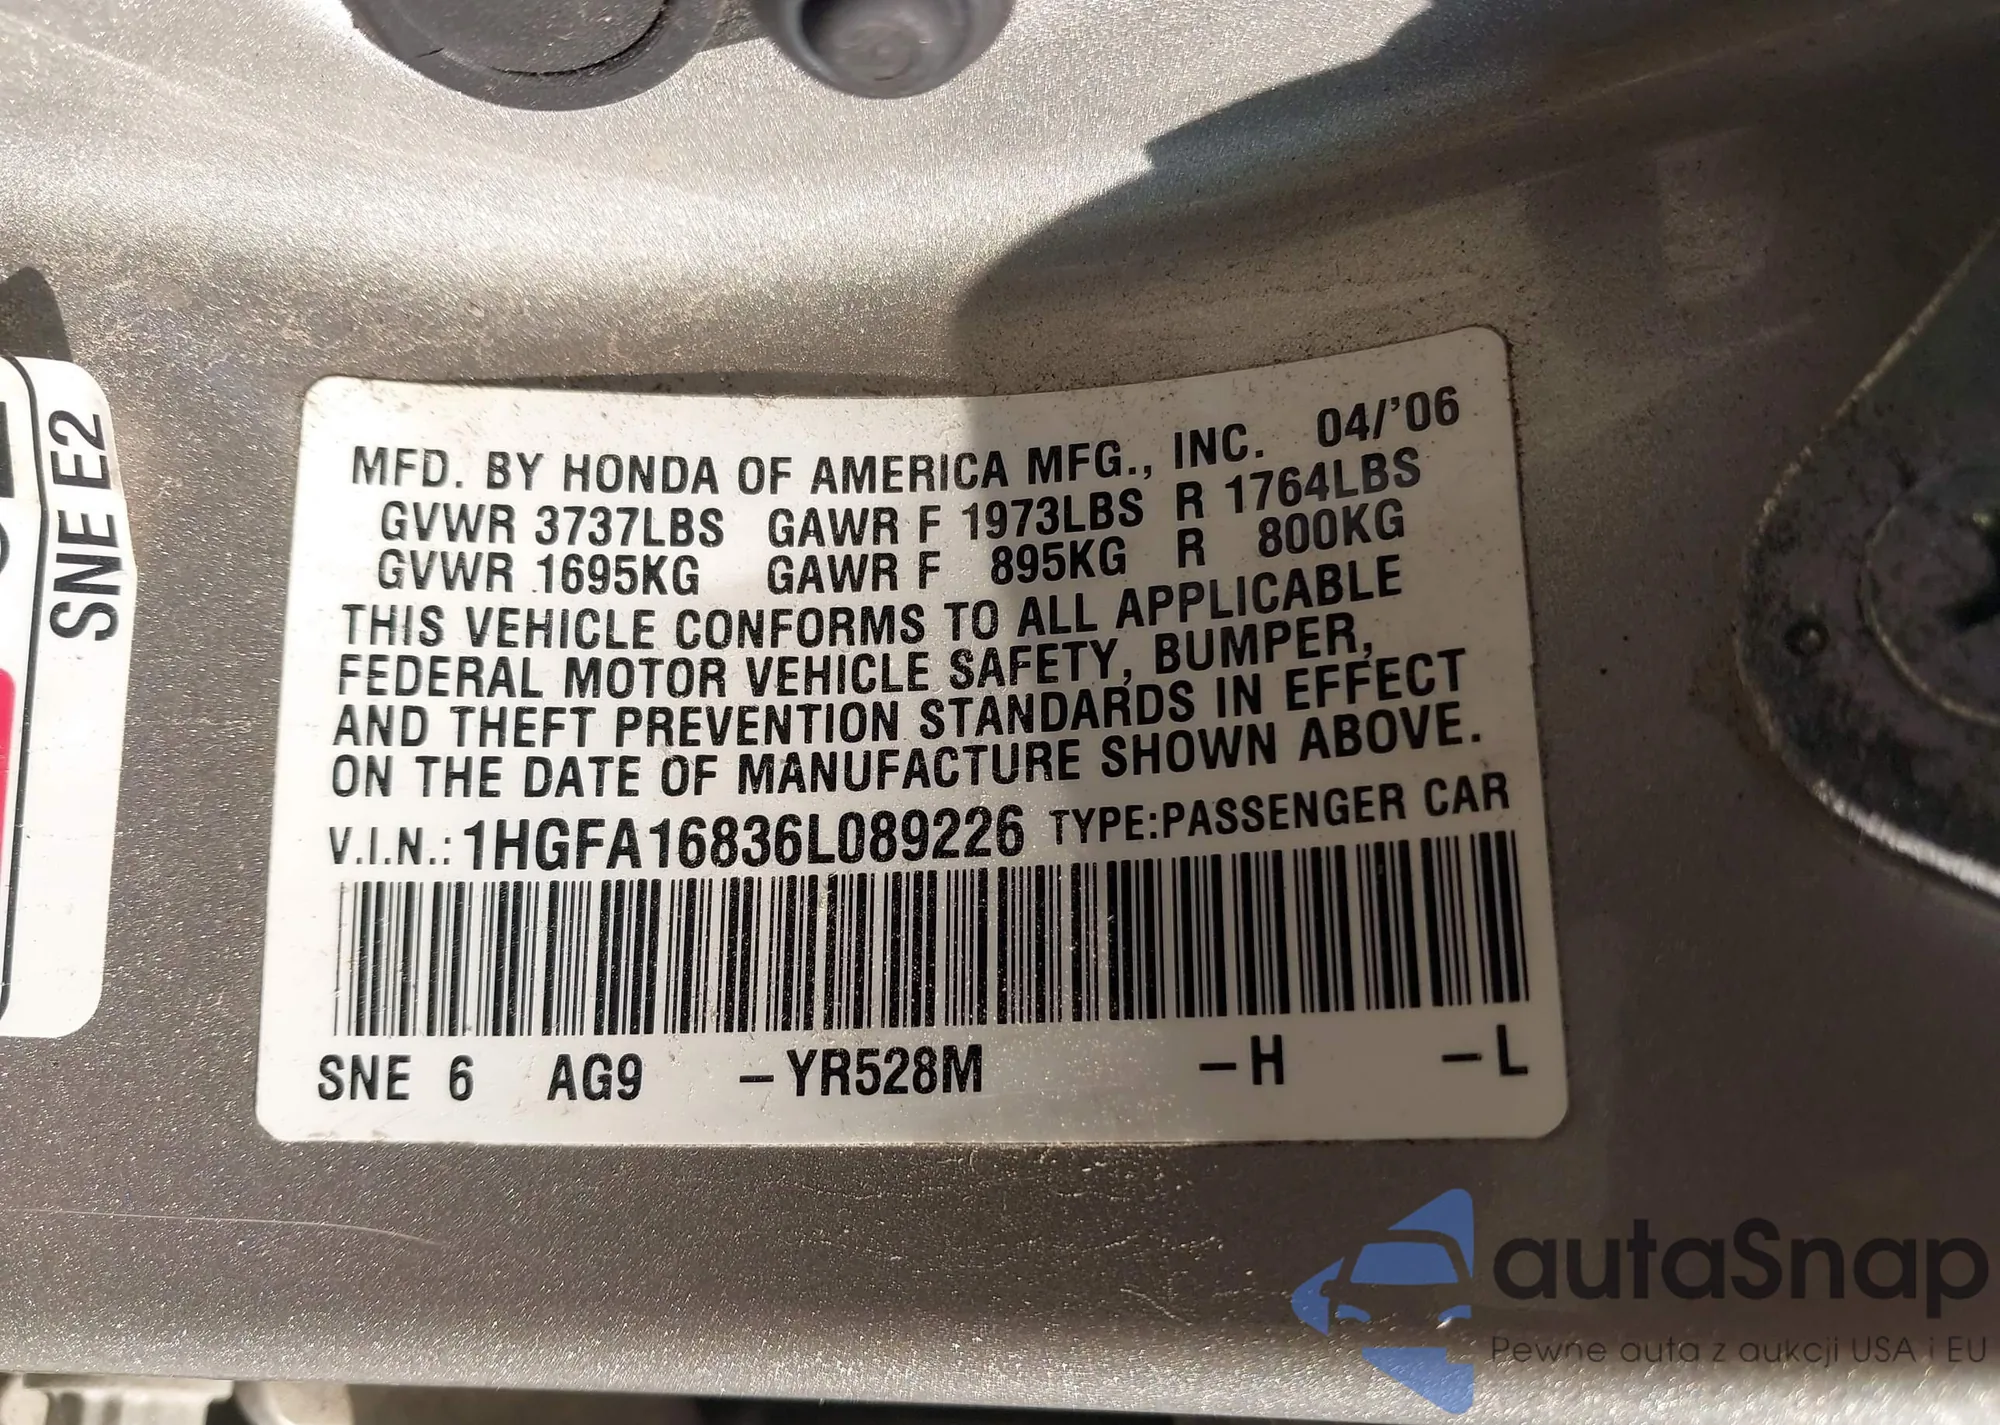 SNE E2
MFD. BY HONDA OF AMERICA MFG., INC. 04/'06
GVWR 3737LBS GAWR F 1973LBS R 1764LBS
GVWR 1695KG GAWR F 895KG R 800KG
THIS VEHICLE CONFORMS TO ALL APPLICABLE
FEDERAL MOTOR VEHICLE SAFETY, BUMPER,
AND THEFT PREVENTION STANDARDS IN EFFECT
ON THE DATE OF MANUFACTURE SHOWN ABOVE.
V.I.N.: 1HGFA16836L089226 TYPE:PASSENGER CAR
SNE 6 AG9 –YR528M –H –L
autaSnap
Pewne auta z aukcji USA i EU